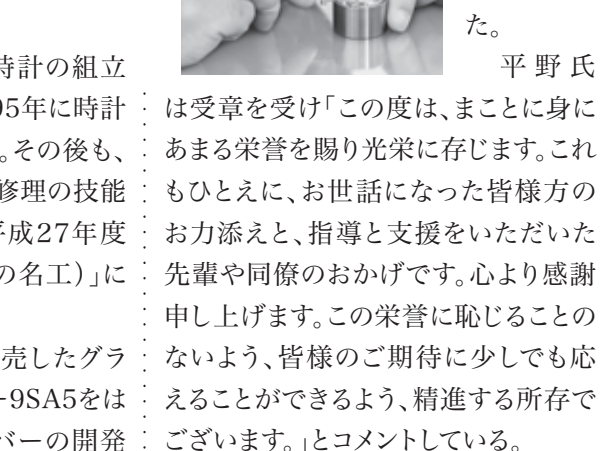 時計の組立
95年に時計
。その後も、
修理の技能
平成27年度
の名工）」に
売したグラ
-9SA5をは
バーの開発
た。
平野氏
は受章を受け「この度は、まことに身に
あまる栄誉を賜り光栄に存じます。これ
もひとえに、お世話になった皆様方の
お力添えと、指導と支援をいただいた
先輩や同僚のおかげです。心より感謝
申し上げます。この栄誉に恥じることの
ないよう、皆様のご期待に少しでも応
えることができるよう、精進する所存で
ございます。」とコメントしている。